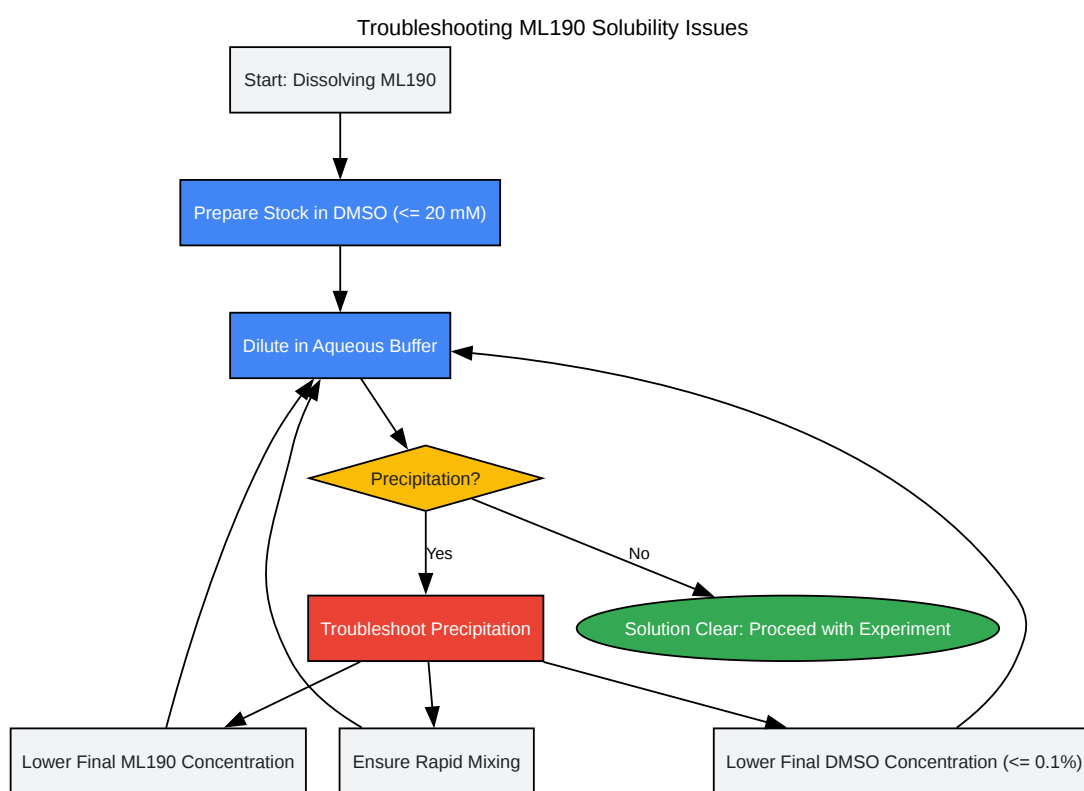 Troubleshooting ML190 Solubility Issues
Start: Dissolving ML190
Prepare Stock in DMSO (<= 20 mM)
Dilute in Aqueous Buffer
Precipitation?
Yes
No
Troubleshoot Precipitation
Solution Clear: Proceed with Experiment
Lower Final ML190 Concentration
Ensure Rapid Mixing
Lower Final DMSO Concentration (<= 0.1%)